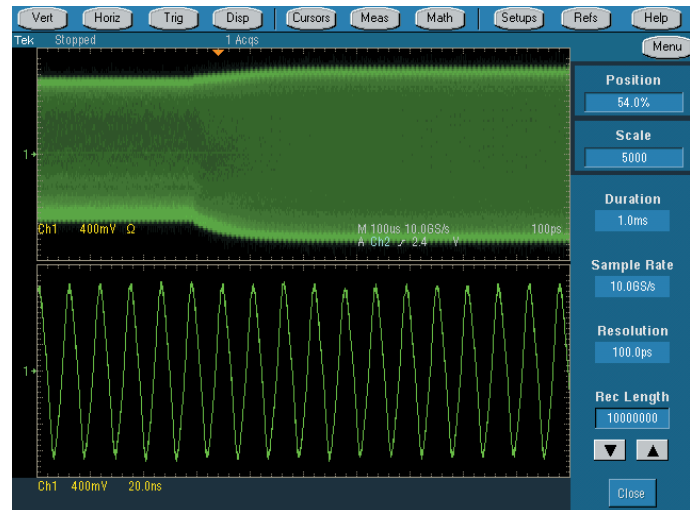 Vert Horiz Trig Disp Cursors Meas Math Setups Refs Help
Tek Stopped 1 Acqs
Menu
Position
54.0%
Scale
5000
1
Duration
1.0ms
Ch1 400mV Ω M 100us 10.0GS/s 100ps
A Ch2 2.4 V
Sample Rate
10.0GS/s
Resolution
100.0ps
1
Rec Length
10000000
Ch1 400mV 20.0ns
Close